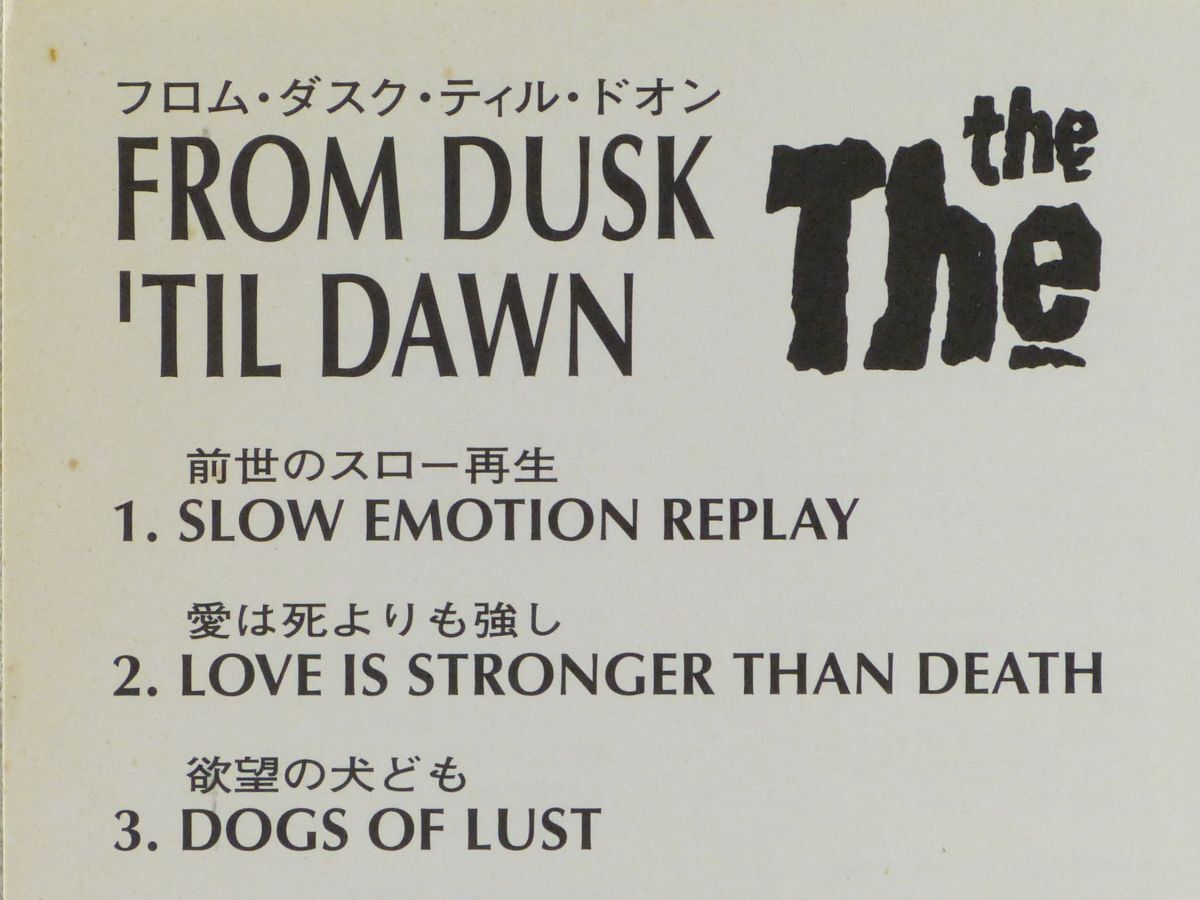 フロム・ダスク・ティル・ドオン
FROM DUSK
'TIL DAWN
the
The
前世のスロー再生
1. SLOW EMOTION REPLAY
愛は死よりも強し
2. LOVE IS STRONGER THAN DEATH
欲望の犬ども
3. DOGS OF LUST